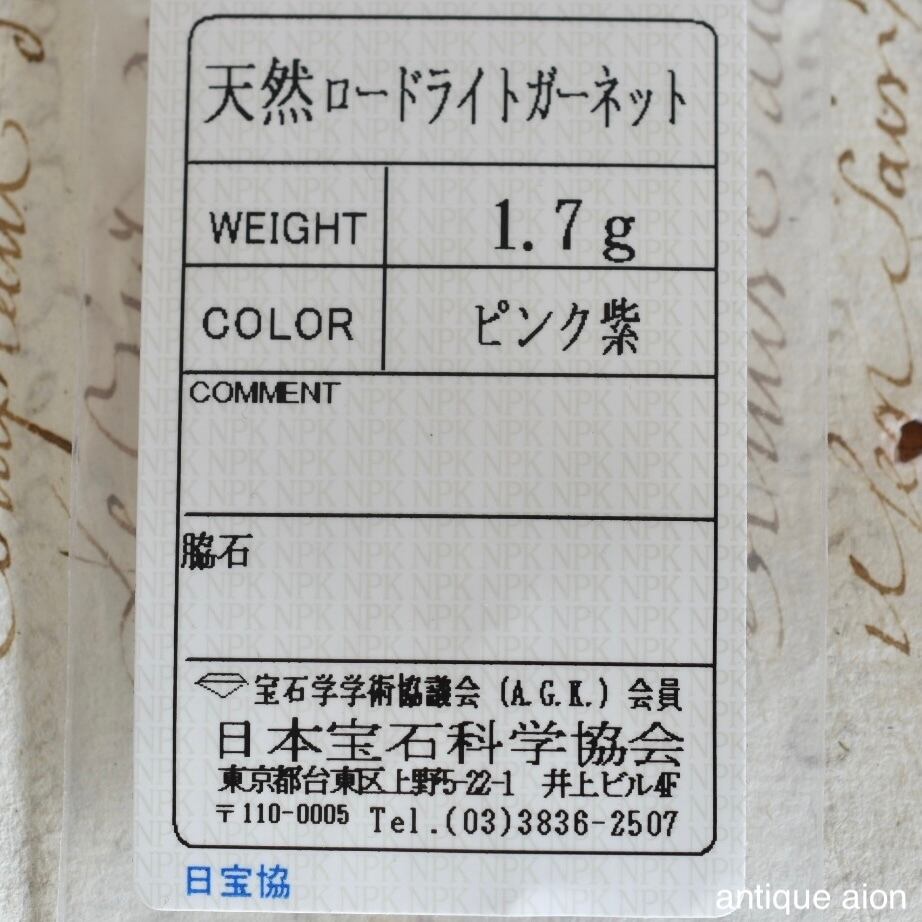 天然ロードライトガーネット
WEIGHT 1.7g
COLOR ピンク紫
COMMENT
脇石
宝石学学術協議会 (A.G.K.) 会員
日本宝石科学協会
東京都台東区上野5-22-1 井上ビル4F
〒110-0005 Tel.(03)3836-2507
日宝協
antique aion